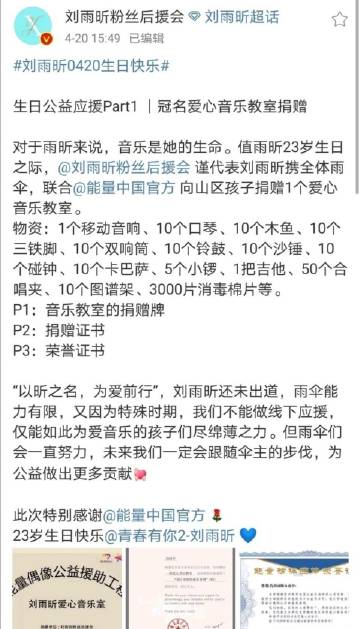 刘雨昕粉丝后援会 刘雨昕超话
4-20 15:49 已编辑
#刘雨昕0420生日快乐#
生日公益应援Part1 ｜冠名爱心音乐教室捐赠
对于雨昕来说，音乐是她的生命。值雨昕23岁生日
之际，@刘雨昕粉丝后援会 谨代表刘雨昕携全体雨
伞，联合@能量中国官方 向山区孩子捐赠1个爱心
音乐教室。
物资：1个移动音响、10个口琴、10个木鱼、10个
三铁脚、10个双响筒、10个铃鼓、10个沙锤、10
个碰钟、10个卡巴萨、5个小锣、1把吉他、50个合
唱夹、10个图谱架、3000片消毒棉片等。
P1：音乐教室的捐赠牌
P2：捐赠证书
P3：荣誉证书
“以昕之名，为爱前行”，刘雨昕还未出道，雨伞能
力有限，又因为特殊时期，我们不能做线下应援，
仅能如此为爱音乐的孩子们尽绵薄之力。但雨伞们
会一直努力，未来我们一定会跟随伞主的步伐，为
公益做出更多贡献
此次特别感谢@能量中国官方
23岁生日快乐@青春有你2-刘雨昕
能量偶像公益援助工程
刘雨昕爱心音乐室